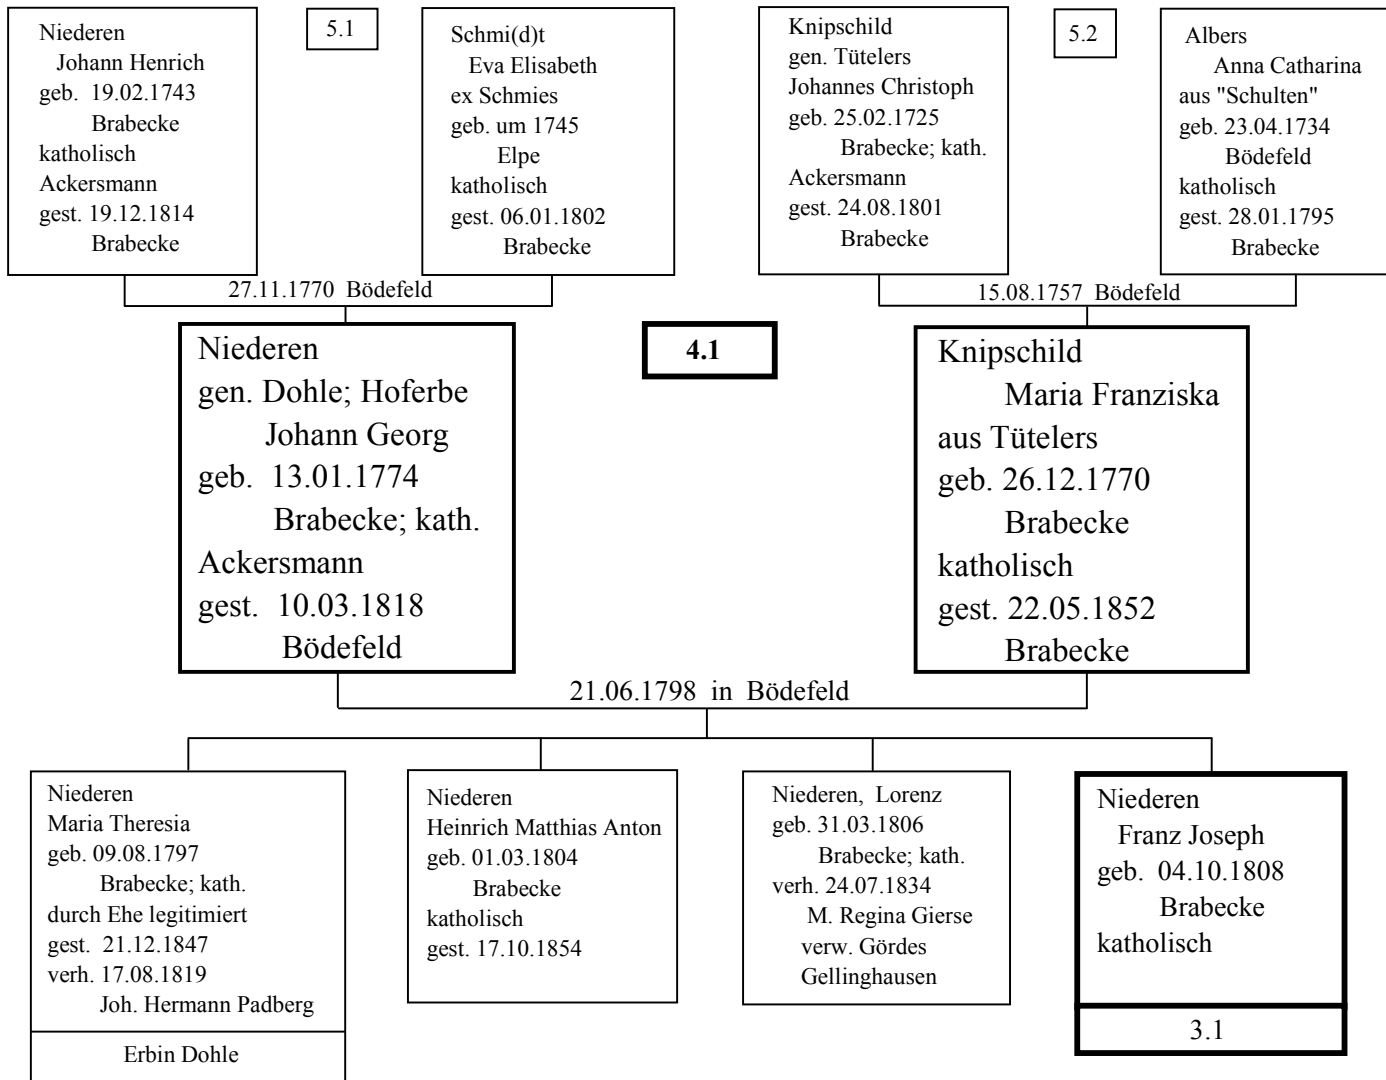 Niederen
Johann Henrich
geb. 19.02.1743
Brabecke
katholisch
Ackersmann
gest. 19.12.1814
Brabecke
5.1
Schmi(d)t
Eva Elisabeth
ex Schmies
geb. um 1745
Elpe
katholisch
gest. 06.01.1802
Brabecke
Knipschild
gen. Tütelers
Johannes Christoph
geb. 25.02.1725
Brabecke; kath.
Ackersmann
gest. 24.08.1801
Brabecke
5.2
Albers
Anna Catharina
aus "Schulten"
geb. 23.04.1734
Bödefeld
katholisch
gest. 28.01.1795
Brabecke
27.11.1770 Bödefeld
15.08.1757 Bödefeld
Niederen
gen. Dohle; Hoferbe
Johann Georg
geb. 13.01.1774
Brabecke; kath.
Ackersmann
gest. 10.03.1818
Bödefeld
4.1
Knipschild
Maria Franziska
aus Tütelers
geb. 26.12.1770
Brabecke
katholisch
gest. 22.05.1852
Brabecke
21.06.1798 in Bödefeld
Niederen
Maria Theresia
geb. 09.08.1797
Brabecke; kath.
durch Ehe legitimiert
gest. 21.12.1847
verh. 17.08.1819
Joh. Hermann Padberg
Erbin Dohle
Niederen
Heinrich Matthias Anton
geb. 01.03.1804
Brabecke
katholisch
gest. 17.10.1854
Niederen, Lorenz
geb. 31.03.1806
Brabecke; kath.
verh. 24.07.1834
M. Regina Gierse
verw. Gördes
Gellinghausen
Niederen
Franz Joseph
geb. 04.10.1808
Brabecke
katholisch
3.1